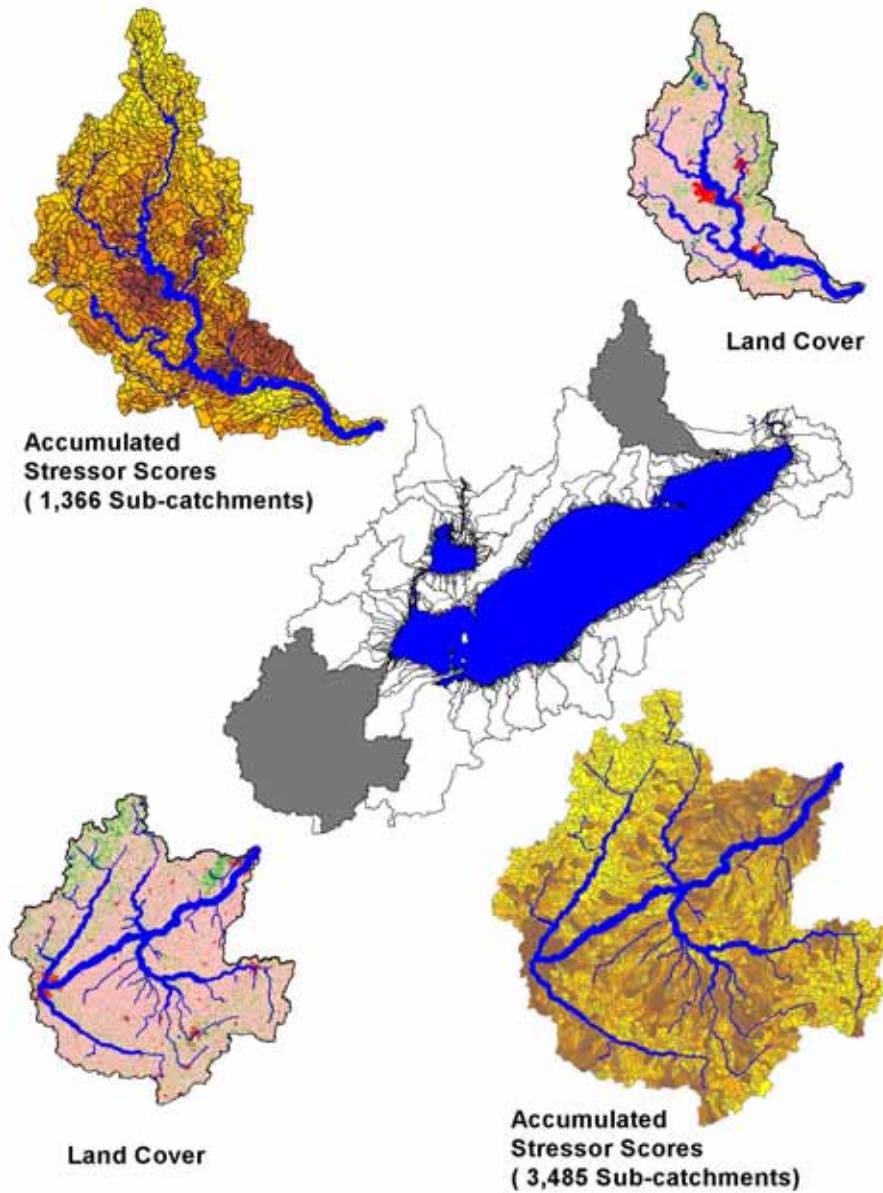 Land Cover
Accumulated
Stressor Scores
( 1,366 Sub-catchments)
Land Cover
Accumulated
Stressor Scores
( 3,485 Sub-catchments)